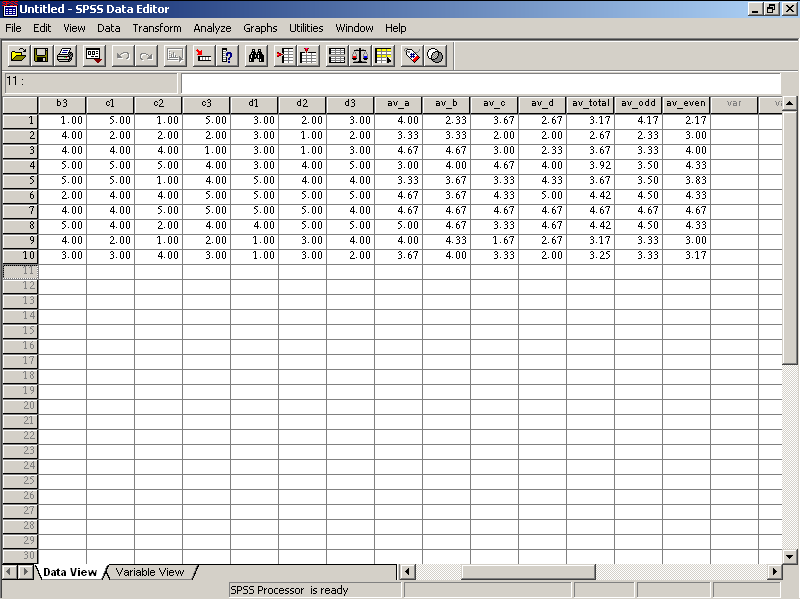 Untitled - SPSS Data Editor
File Edit View Data Transform Analyze Graphs Utilities Window Help
11 :
b3 c1 c2 c3 d1 d2 d3 av_a av_b av_c av_d av_total av_odd av_even var va
1 1.00 5.00 1.00 5.00 3.00 2.00 3.00 4.00 2.33 3.67 2.67 3.17 4.17 2.17
2 4.00 2.00 2.00 2.00 3.00 1.00 2.00 3.33 3.33 2.00 2.00 2.67 2.33 3.00
3 4.00 4.00 4.00 1.00 3.00 1.00 3.00 4.67 4.67 3.00 2.33 3.67 3.33 4.00
4 5.00 5.00 5.00 4.00 3.00 4.00 5.00 3.00 4.00 4.67 4.00 3.92 3.50 4.33
5 5.00 5.00 1.00 4.00 5.00 4.00 4.00 3.33 3.67 3.33 4.33 3.67 3.50 3.83
6 2.00 4.00 4.00 5.00 5.00 5.00 5.00 4.67 3.67 4.33 5.00 4.42 4.50 4.33
7 4.00 4.00 5.00 5.00 5.00 5.00 4.00 4.67 4.67 4.67 4.67 4.67 4.67 4.67
8 5.00 4.00 2.00 4.00 4.00 5.00 5.00 5.00 4.67 3.33 4.67 4.42 4.50 4.33
9 4.00 2.00 1.00 2.00 1.00 3.00 4.00 4.00 4.33 1.67 2.67 3.17 3.33 3.00
10 3.00 3.00 4.00 3.00 1.00 3.00 2.00 3.67 4.00 3.33 2.00 3.25 3.33 3.17
11
12
13
14
15
16
17
18
19
20
21
22
23
24
25
26
27
28
29
30
Data View Variable View
SPSS Processor is ready